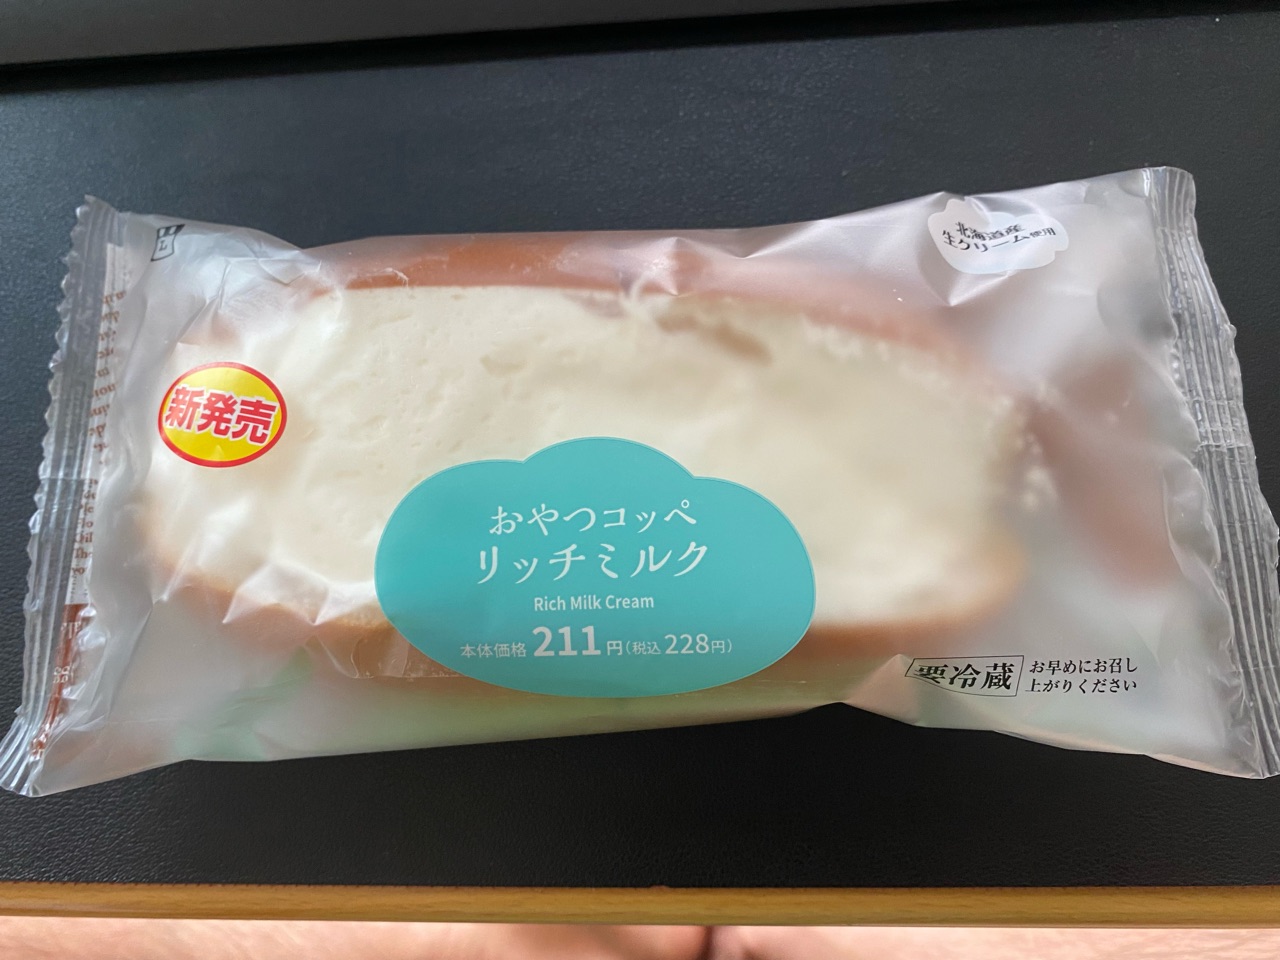 北海道産
生クリーム使用
新発売
おやつコッペ
リッチミルク
Rich Milk Cream
本体価格 211円(税込228円)
要冷蔵
お早めにお召し
上がりください